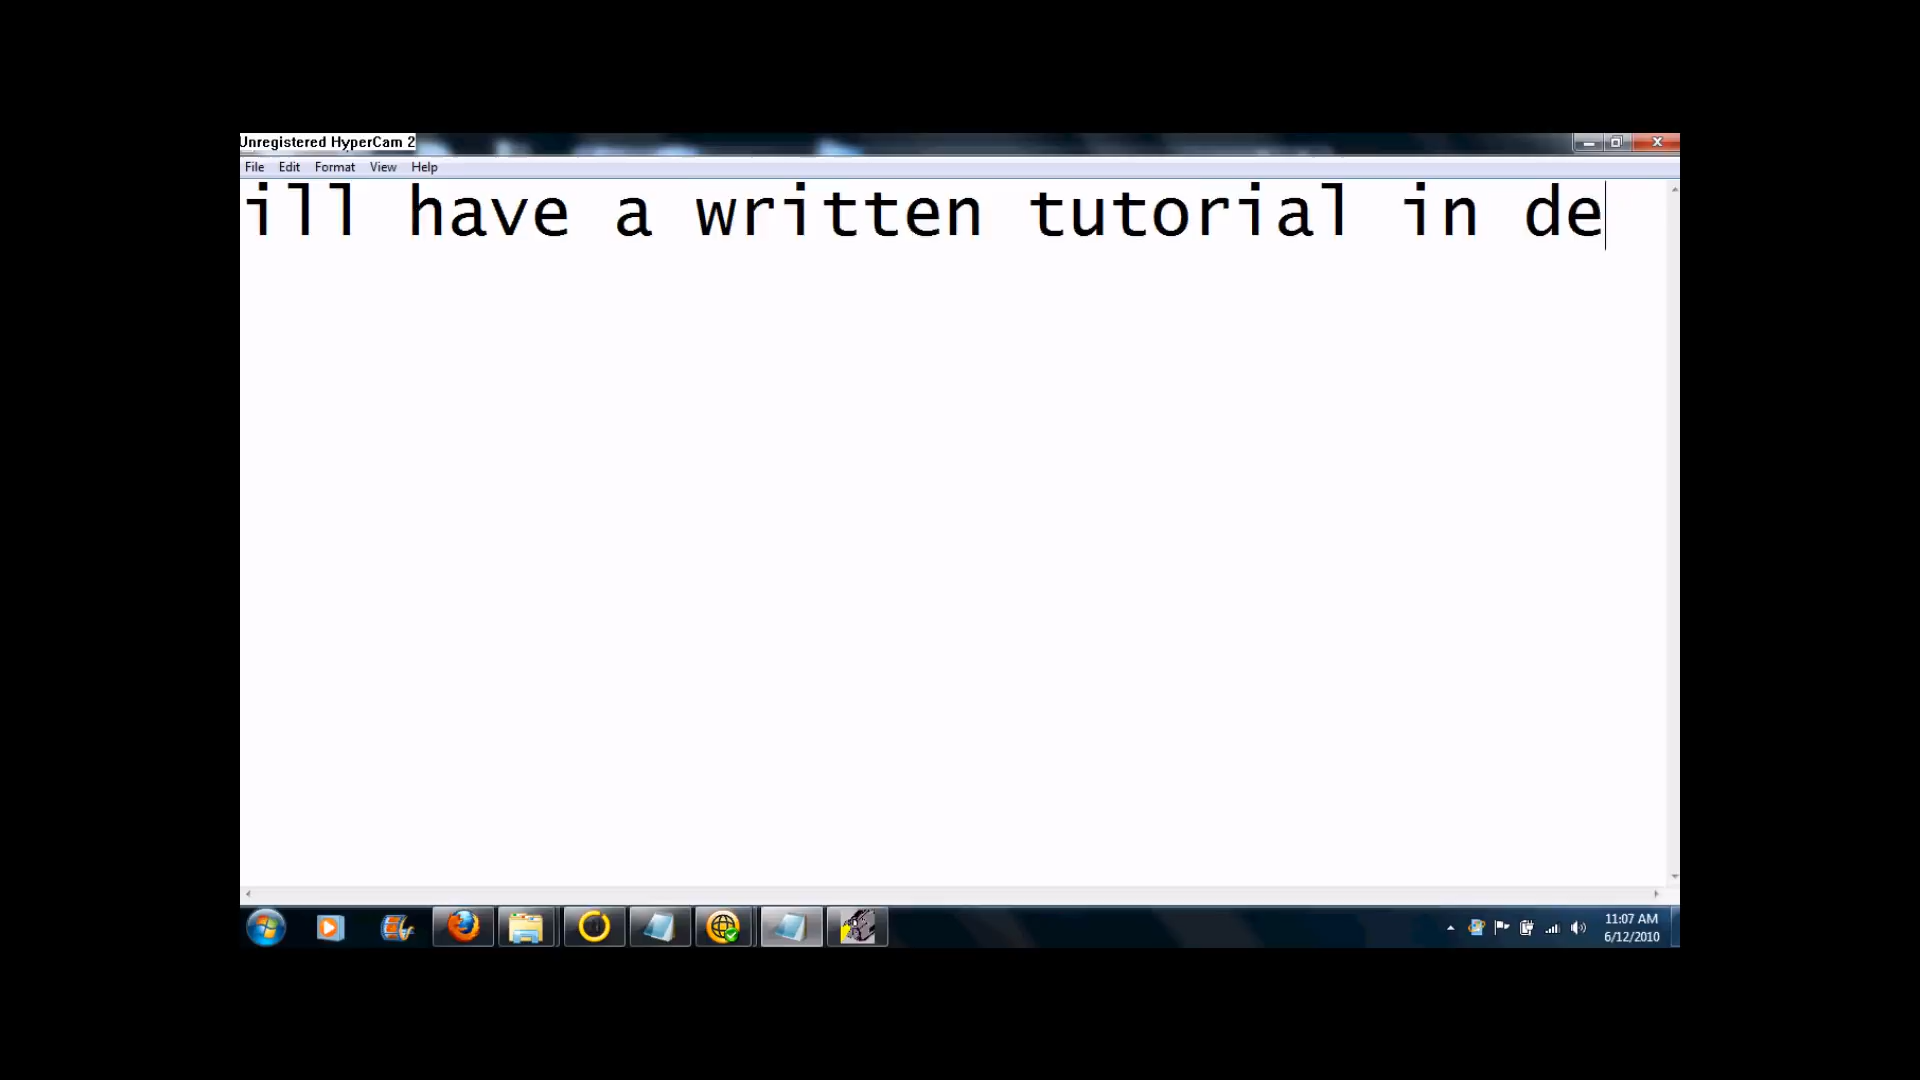 Unregistered HyperCam 2
File Edit Format View Help
ill have a written tutorial in de
11:07 AM
6/12/2010